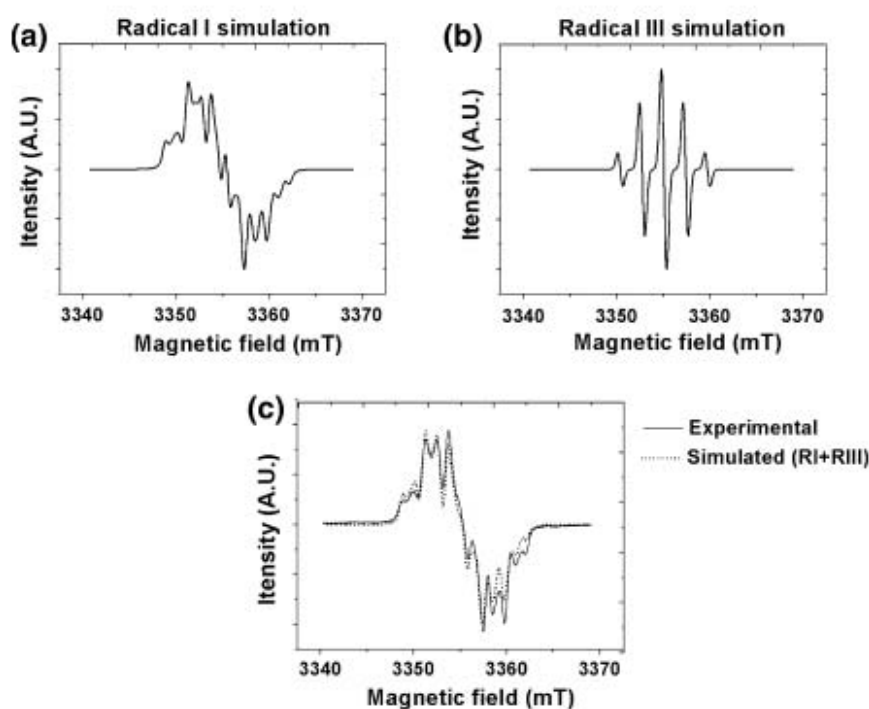 (a)
Radical I simulation
Itensity (A.U.)
3340 3350 3360 3370
Magnetic field (mT)
(b)
Radical III simulation
Itensity (A.U.)
3340 3350 3360 3370
Magnetic field (mT)
(c)
Itensity (A.U.)
3340 3350 3360 3370
Magnetic field (mT)
Experimental
Simulated (RI+RIII)